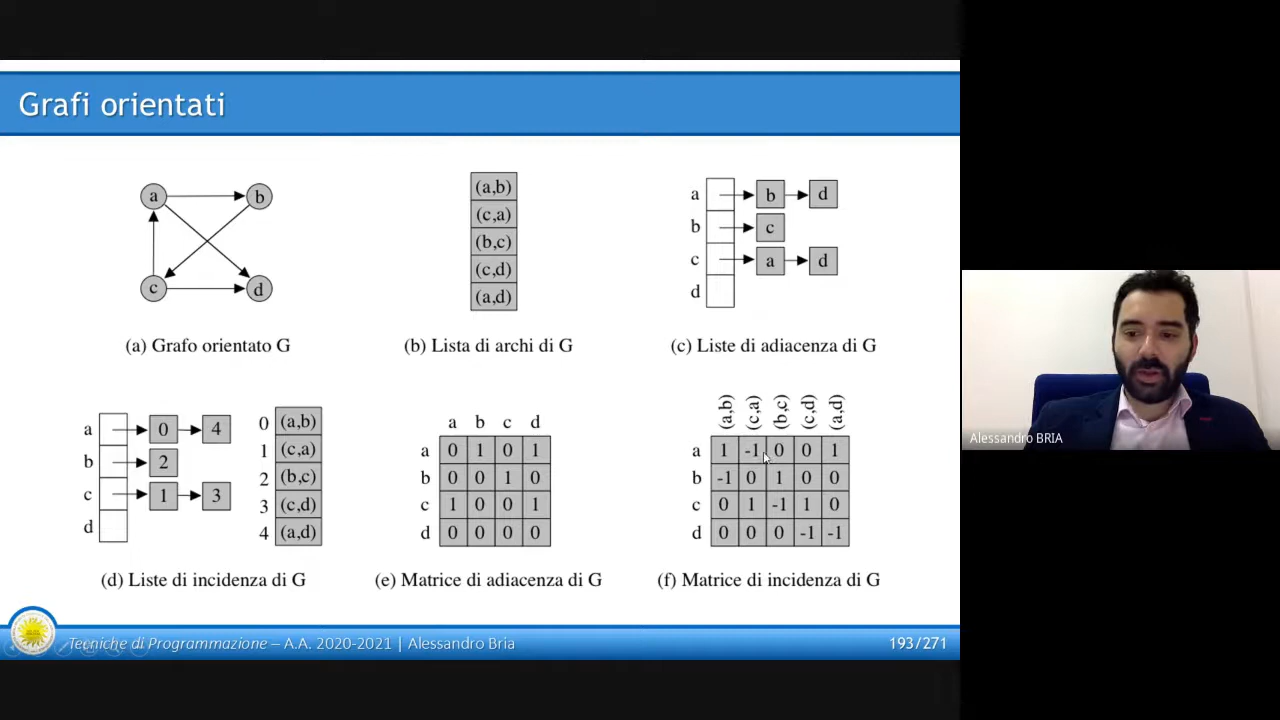 Grafi orientati
a b
c d
(a) Grafo orientato G
(a,b)
(c,a)
(b,c)
(c,d)
(a,d)
(b) Lista di archi di G
a b d
b c
c a d
d
(c) Liste di adiacenza di G
a 0 4
b 2
c 1 3
d
0 (a,b)
1 (c,a)
2 (b,c)
3 (c,d)
4 (a,d)
(d) Liste di incidenza di G
a b c d
a 0 1 0 1
b 0 0 1 0
c 1 0 0 1
d 0 0 0 0
(e) Matrice di adiacenza di G
(a,b) (c,a) (b,c) (c,d) (a,d)
a 1 -1 0 0 1
b -1 0 1 0 0
c 0 1 -1 1 0
d 0 0 0 -1 -1
(f) Matrice di incidenza di G
Tecniche di Programmazione – A.A. 2020-2021 | Alessandro Bria
193/271
Alessandro BRIA